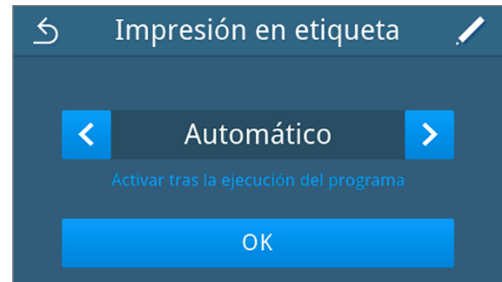 Impresión en etiqueta
Automático
Activar tras la ejecución del programa
OK